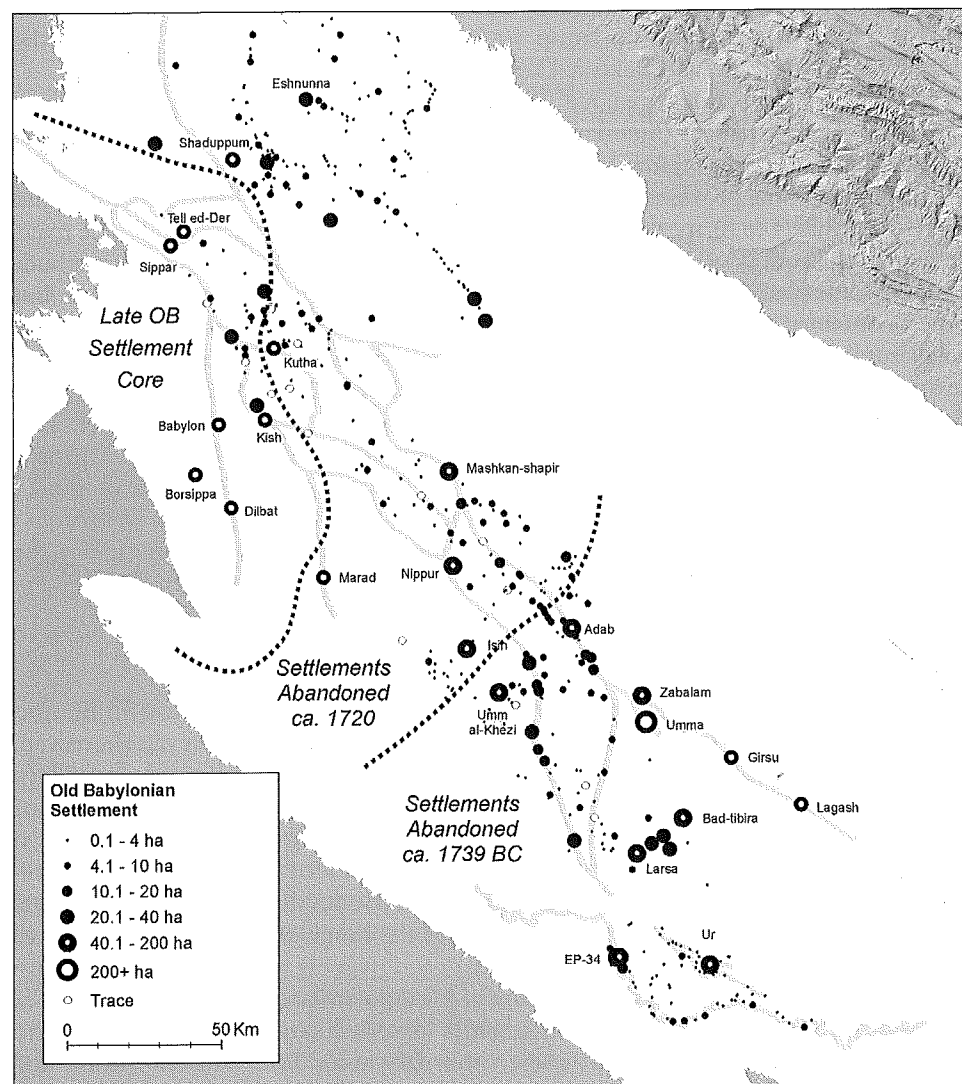 Eshnunna
Shaduppum
Tell ed-Der
Sippar
Late OB
Settlement
Core
Kutha
Babylon
Kish
Mashkan-shapir
Borsippa
Dilbat
Marad
Nippur
Adab
Isin
Settlements
Abandoned
ca. 1720
Zabalam
Umm
al-Khezi
Umma
Girsu
Lagash
Settlements
Abandoned
ca. 1739 BC
Bad-tibira
Larsa
Ur
EP-34
Old Babylonian
Settlement
0.1 - 4 ha
4.1 - 10 ha
10.1 - 20 ha
20.1 - 40 ha
40.1 - 200 ha
200+ ha
Trace
0 50 Km